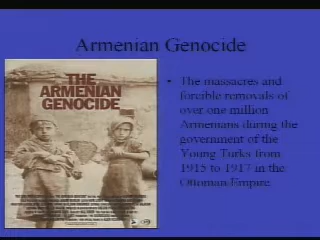 Armenian Genocide
THE
ARMENIAN
GENOCIDE
• The massacres and
forcible removals of
over one million
Armenians during the
government of the
Young Turks from
1915 to 1917 in the
Ottoman Empire